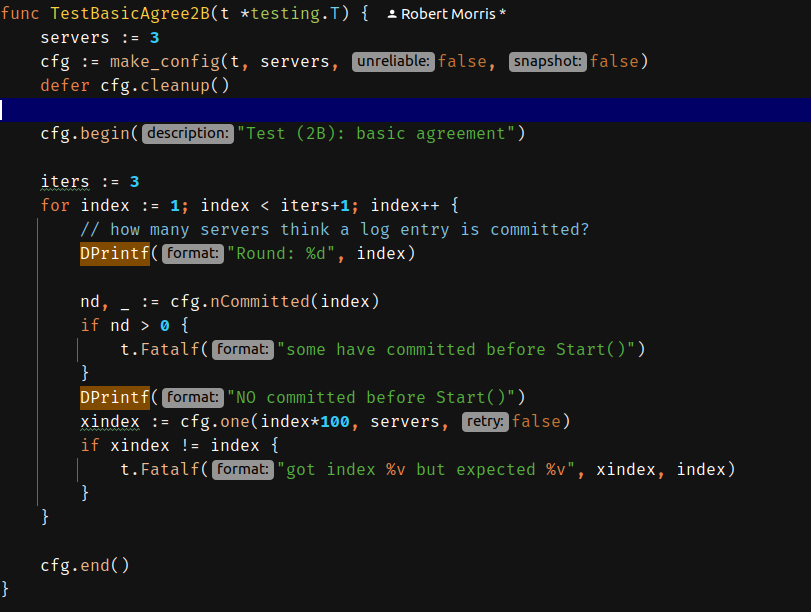 func TestBasicAgree2B(t *testing.T) { Robert Morris *
    servers := 3
    cfg := make_config(t, servers, unreliable: false, snapshot: false)
    defer cfg.cleanup()
    cfg.begin( description: "Test (2B): basic agreement")
    iters := 3
    for index := 1; index < iters+1; index++ {
        // how many servers think a log entry is committed?
        DPrintf( format: "Round: %d", index)
        nd, _ := cfg.nCommitted(index)
        if nd > 0 {
            t.Fatalf( format: "some have committed before Start()")
        }
        DPrintf( format: "NO committed before Start()")
        xindex := cfg.one(index*100, servers, retry: false)
        if xindex != index {
            t.Fatalf( format: "got index %v but expected %v", xindex, index)
        }
    }
    cfg.end()
}